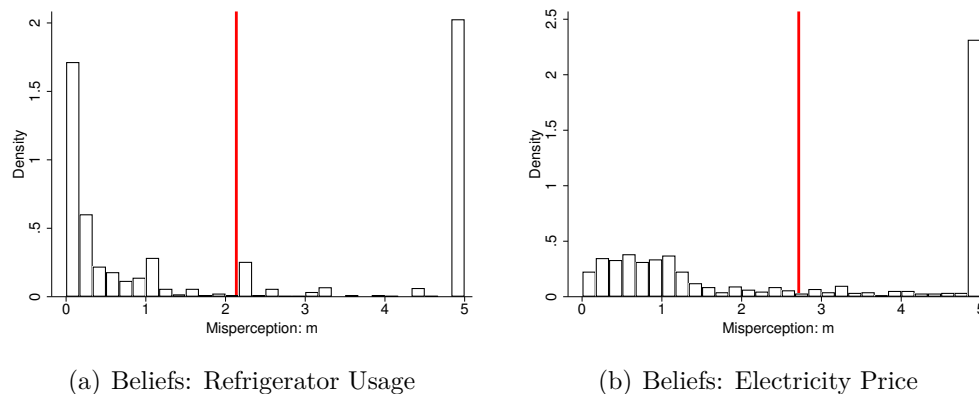 Density
0 .5 1 1.5 2
0 1 2 3 4 5
Misperception: m
(a) Beliefs: Refrigerator Usage
Density
0 .5 1 1.5 2 2.5
0 1 2 3 4 5
Misperception: m
(b) Beliefs: Electricity Price